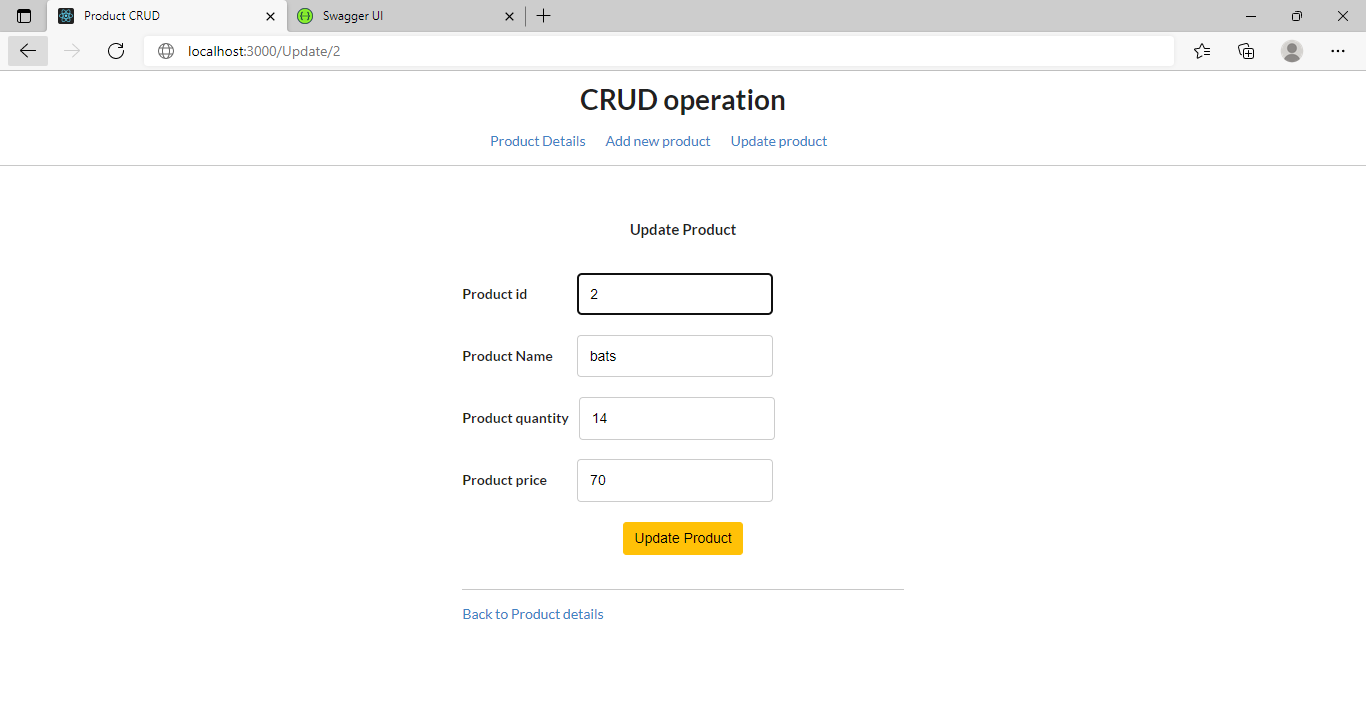 Product CRUD
Swagger UI
localhost:3000/Update/2
CRUD operation
Product Details Add new product Update product
Update Product
Product id 2
Product Name bats
Product quantity 14
Product price 70
Update Product
Back to Product details